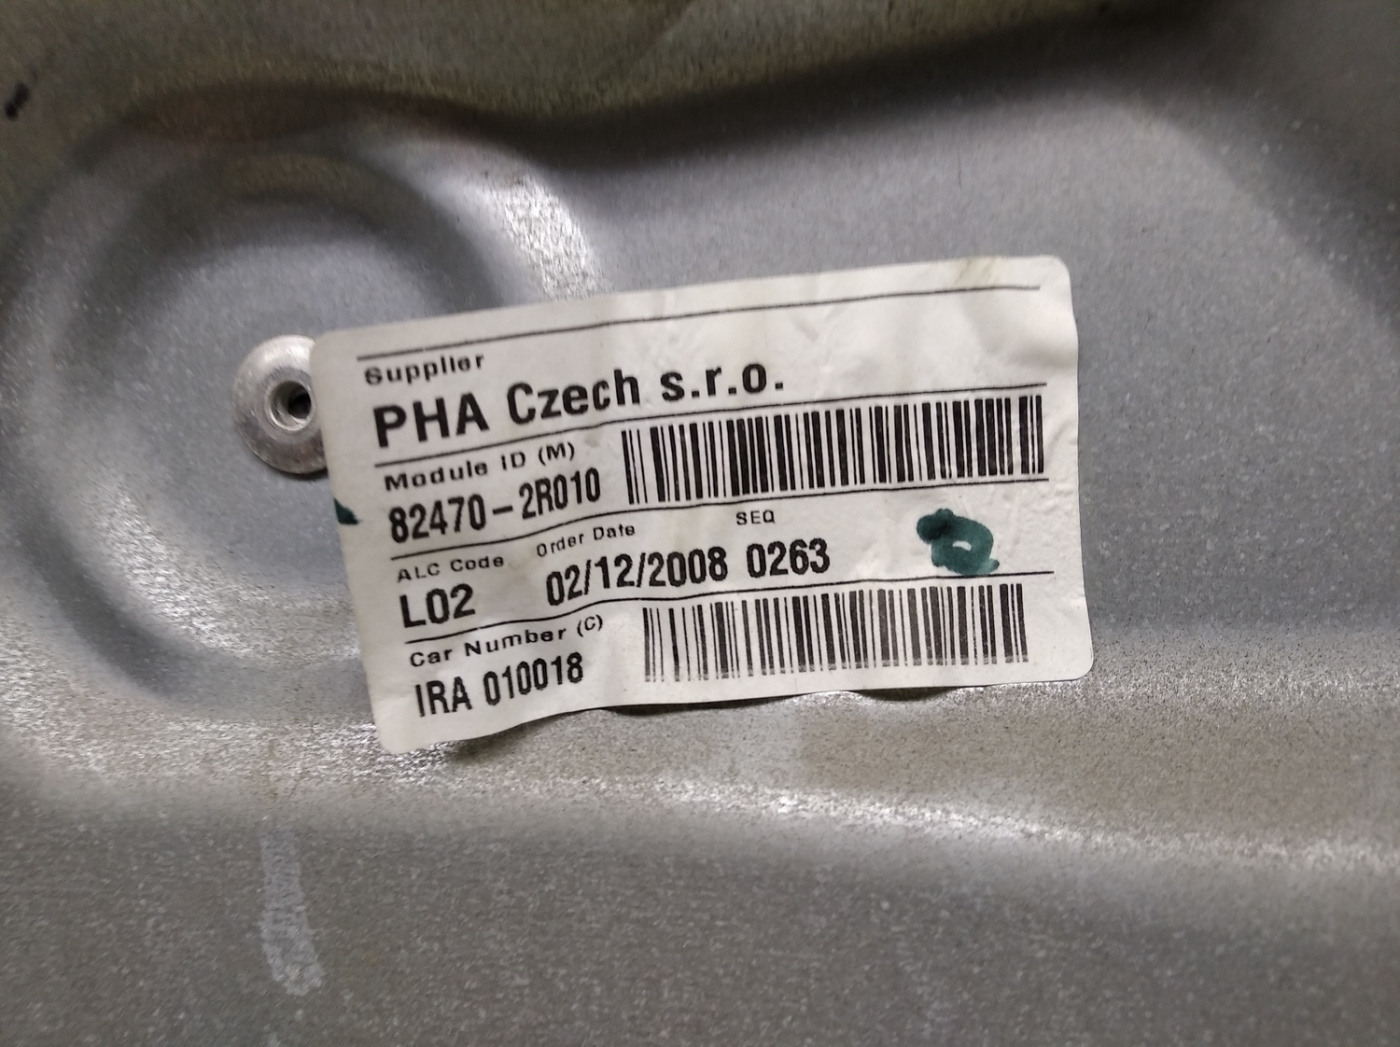 Supplier
PHA Czech s.r.o.
Module ID (M)
82470-2R010
ALC Code Order Date SEQ
L02 02/12/2008 0263
Car Number (C)
IRA 010018